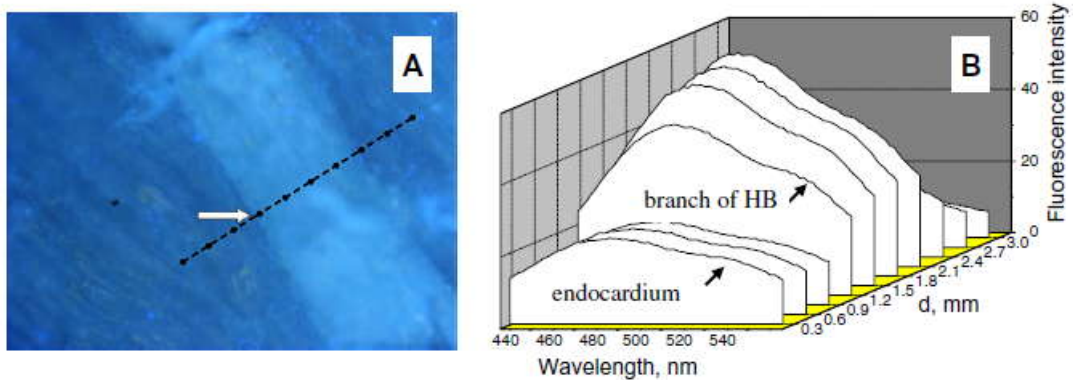 A
B
60
40
20
0
Fluorescence intensity
branch of HB
endocardium
3.0
2.7
2.4
2.1
1.8
1.5
1.2
0.9
0.6
0.3
d, mm
440 460 480 500 520 540
Wavelength, nm